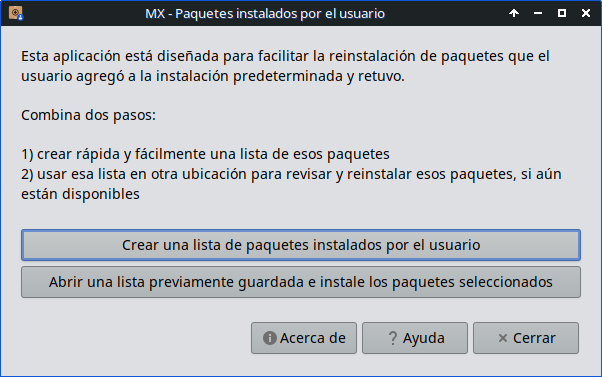 MX - Paquetes instalados por el usuario
Esta aplicación está diseñada para facilitar la reinstalación de paquetes que el
usuario agregó a la instalación predeterminada y retuvo.
Combina dos pasos:
1) crear rápida y fácilmente una lista de esos paquetes
2) usar esa lista en otra ubicación para revisar y reinstalar esos paquetes, si aún
están disponibles
Crear una lista de paquetes instalados por el usuario
Abrir una lista previamente guardada e instale los paquetes seleccionados
Acerca de
Ayuda
Cerrar